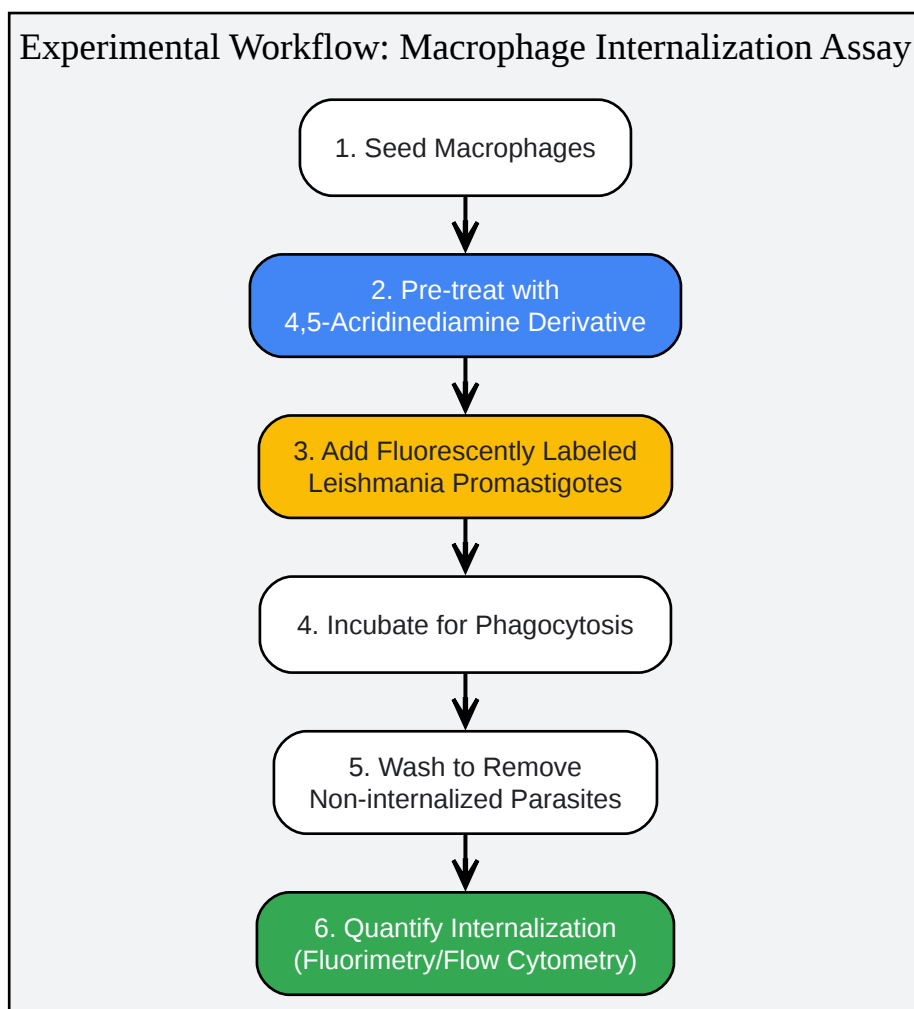 Experimental Workflow: Macrophage Internalization Assay
1. Seed Macrophages
2. Pre-treat with
4,5-Acridinediamine Derivative
3. Add Fluorescently Labeled
Leishmania Promastigotes
4. Incubate for Phagocytosis
5. Wash to Remove
Non-internalized Parasites
6. Quantify Internalization
(Fluorimetry/Flow Cytometry)